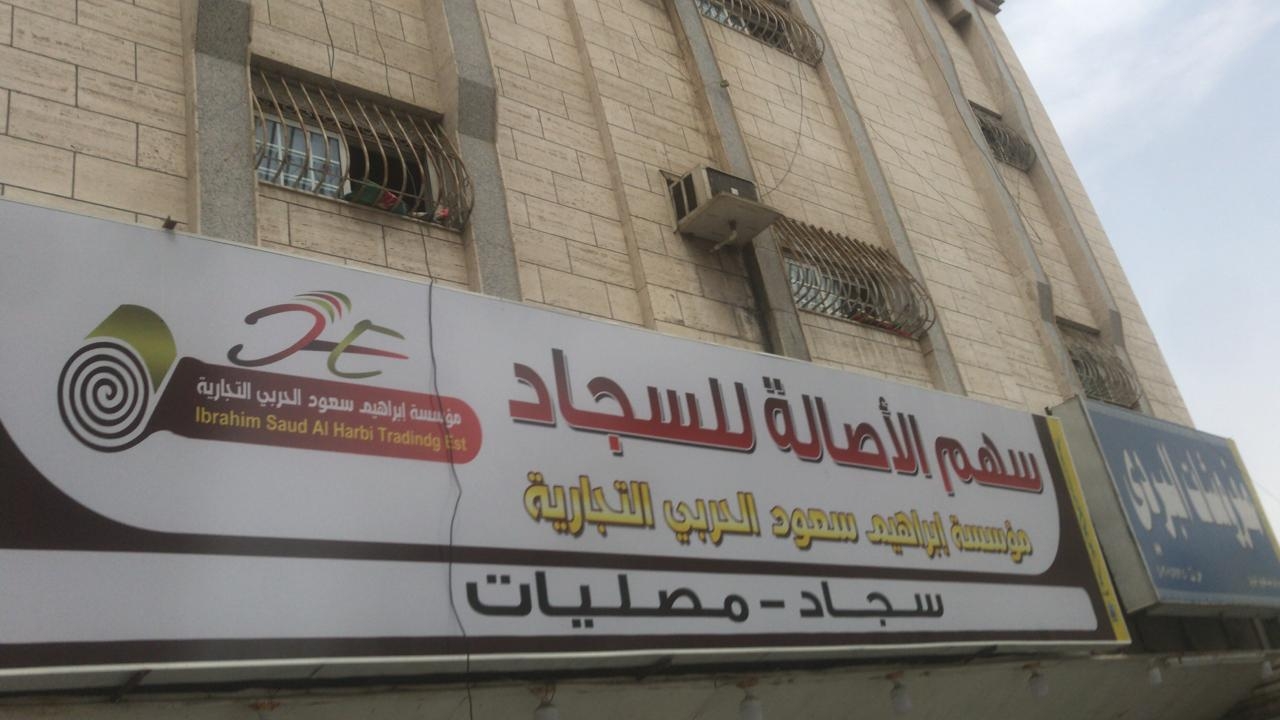 سهم الأصالة للسجاد
مؤسسة إبراهيم سعود الحربي التجارية
سجاد - مصليات
مؤسسة ابراهيم سعود الحربي التجارية
Ibrahim Saud Al Harbi Tradindg Est